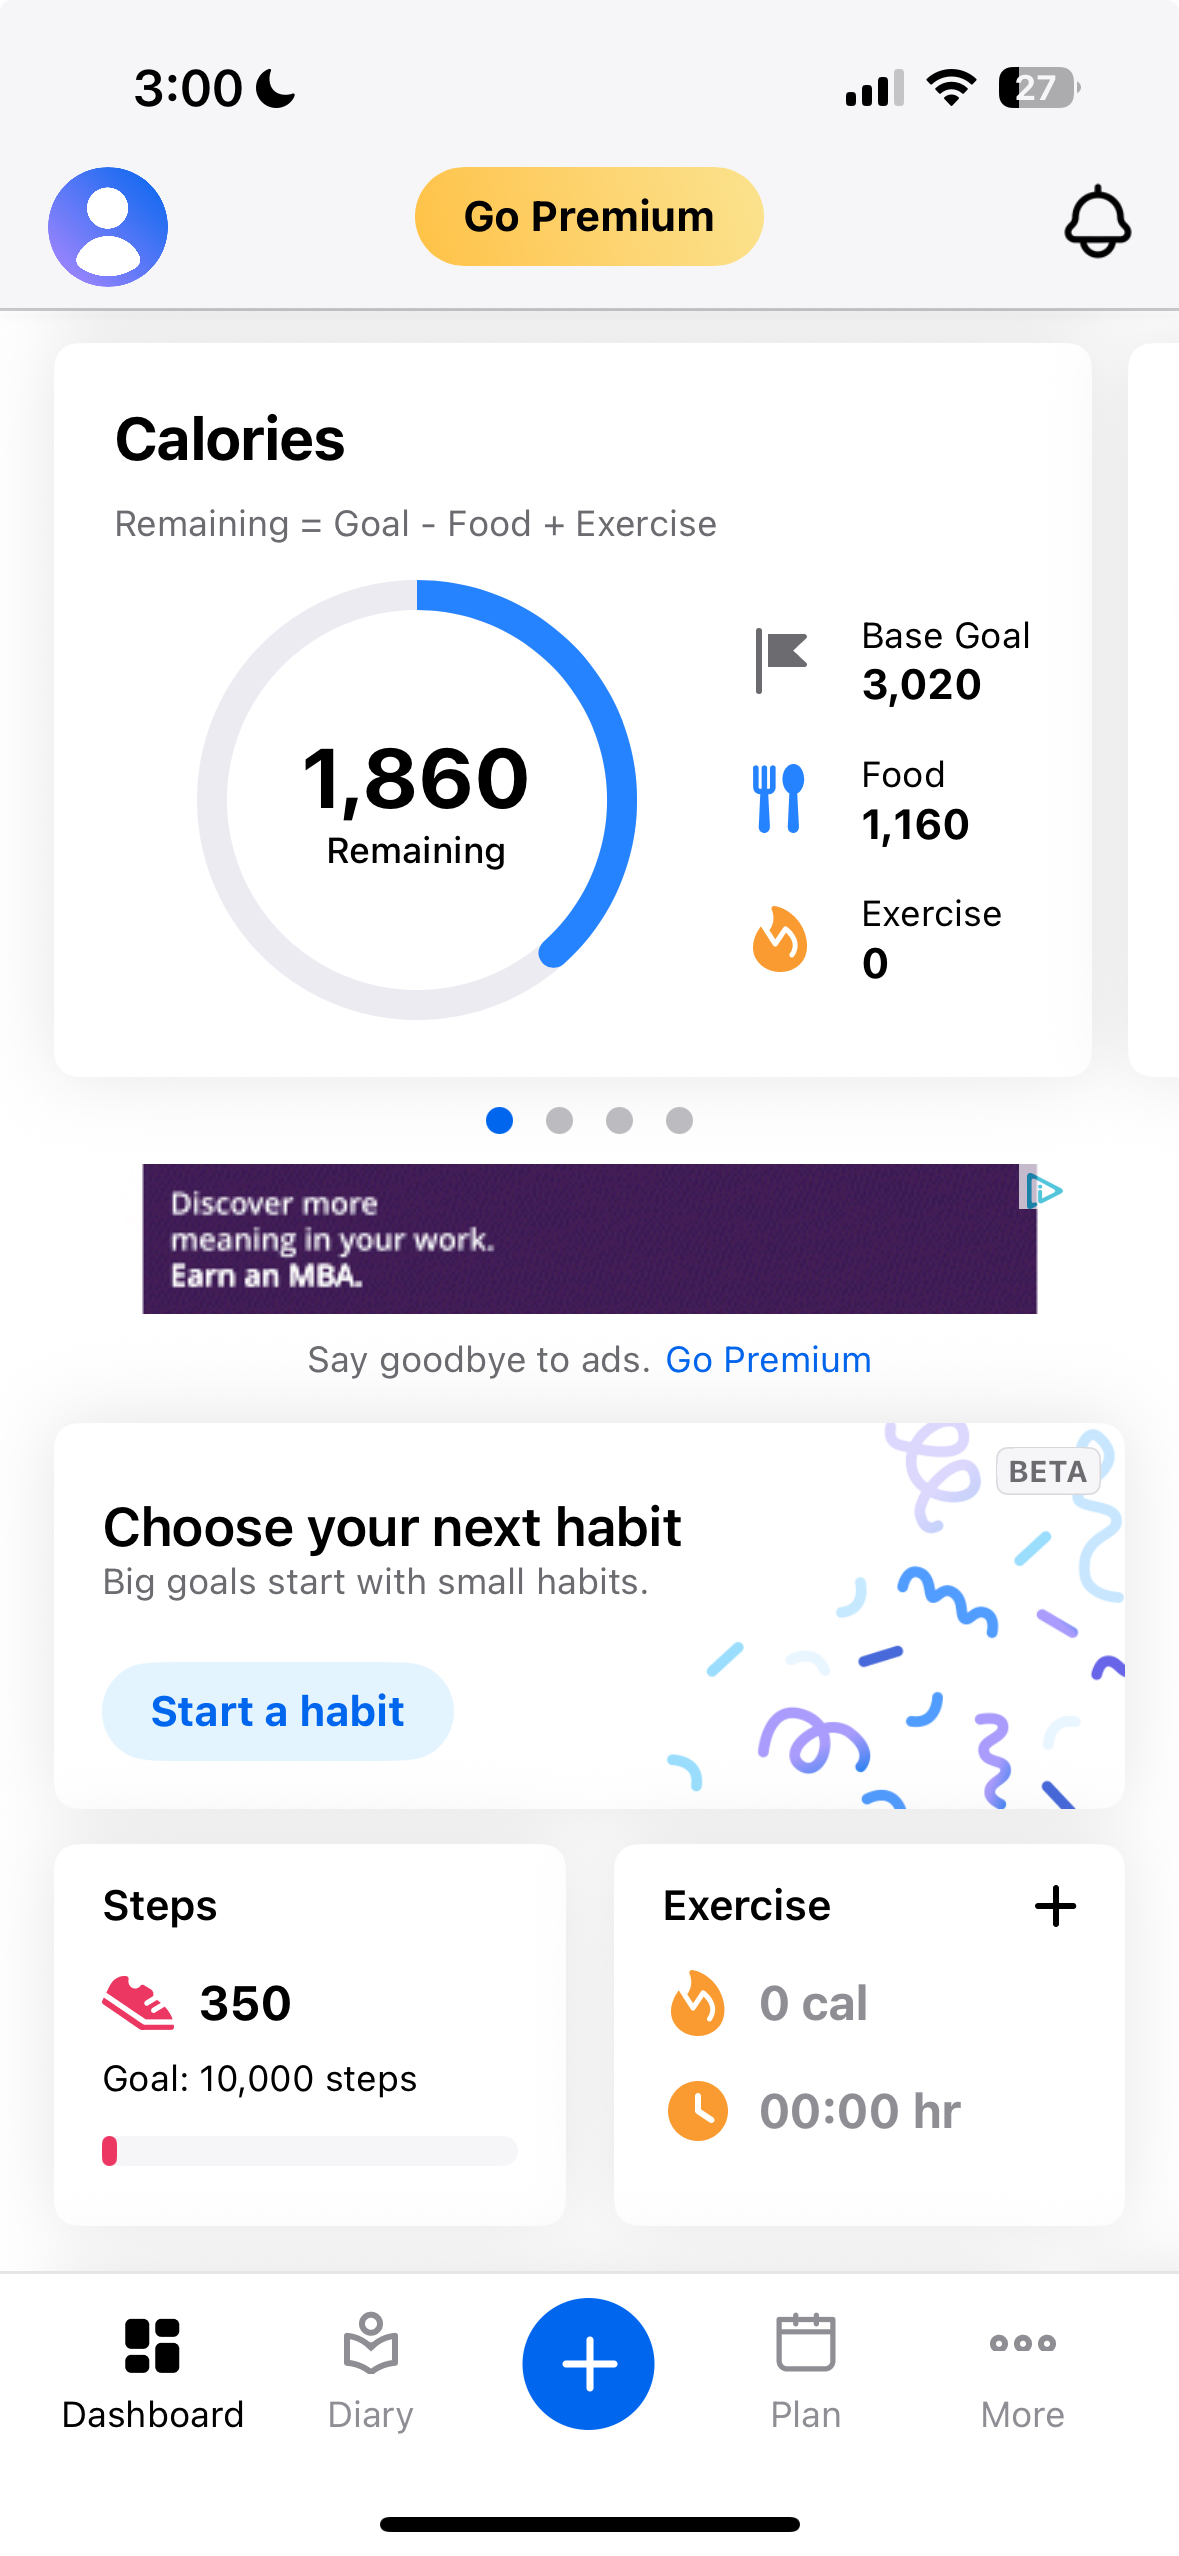 3:00
27
Go Premium
Calories
Remaining = Goal - Food + Exercise
1,860
Remaining
Base Goal
3,020
Food
1,160
Exercise
0
Discover more
meaning in your work.
Earn an MBA.
Say goodbye to ads. Go Premium
BETA
Choose your next habit
Big goals start with small habits.
Start a habit
Steps
350
Goal: 10,000 steps
Exercise
0 cal
00:00 hr
Dashboard
Diary
Plan
More